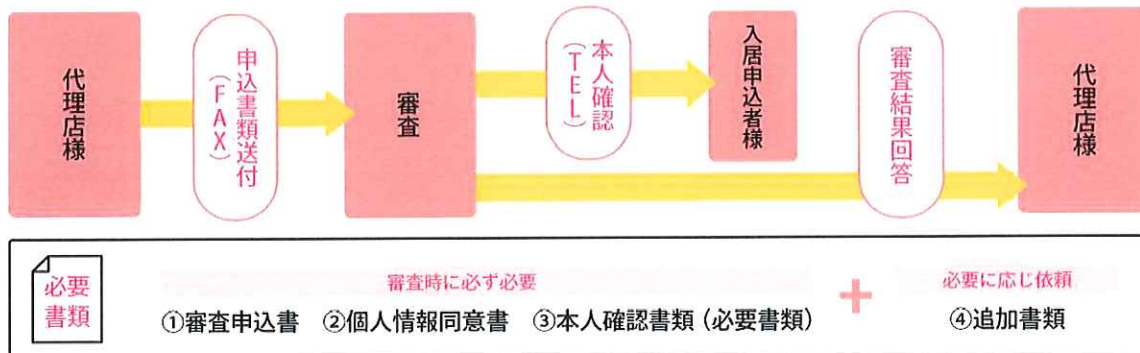 代理店様
申込書類送付
(FAX)
審査
本人確認
(TEL)
入居申込者様
審査結果回答
代理店様
必要
書類
審査時に必ず必要
①審査申込書 ②個人情報同意書 ③本人確認書類(必要書類)
+
必要に応じ依頼
④追加書類